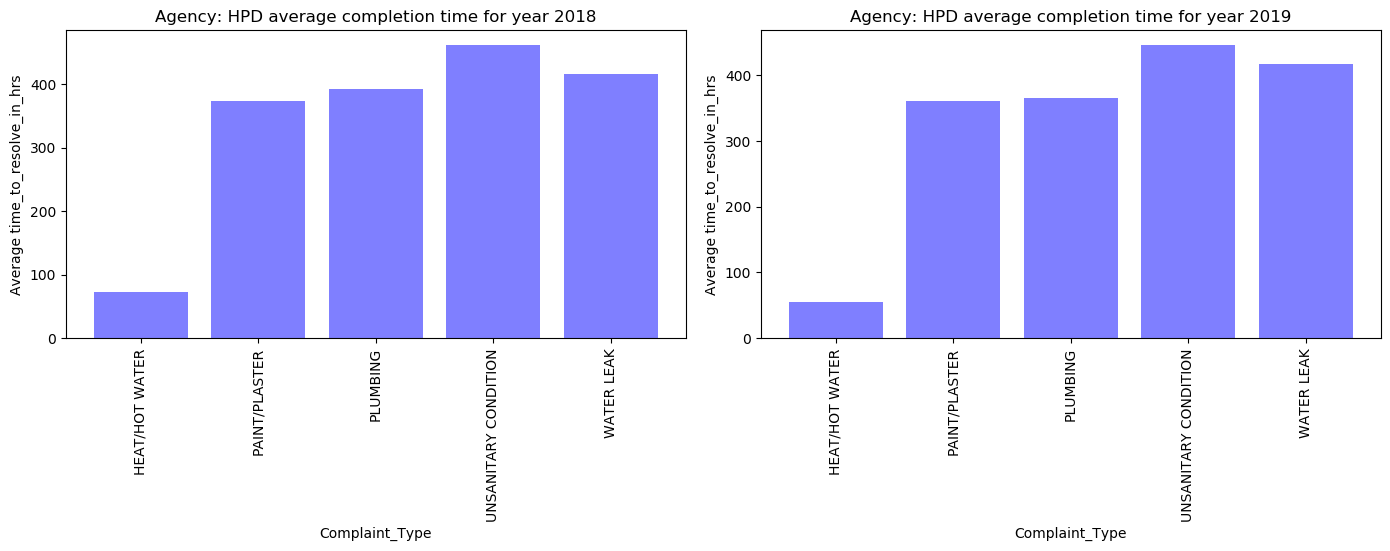 Agency: HPD average completion time for year 2018
Average time_to_resolve_in_hrs
400
300
200
100
0
HEAT/HOT WATER
PAINT/PLASTER
PLUMBING
UNSANITARY CONDITION
WATER LEAK
Complaint_Type
Agency: HPD average completion time for year 2019
Average time_to_resolve_in_hrs
400
300
200
100
0
HEAT/HOT WATER
PAINT/PLASTER
PLUMBING
UNSANITARY CONDITION
WATER LEAK
Complaint_Type